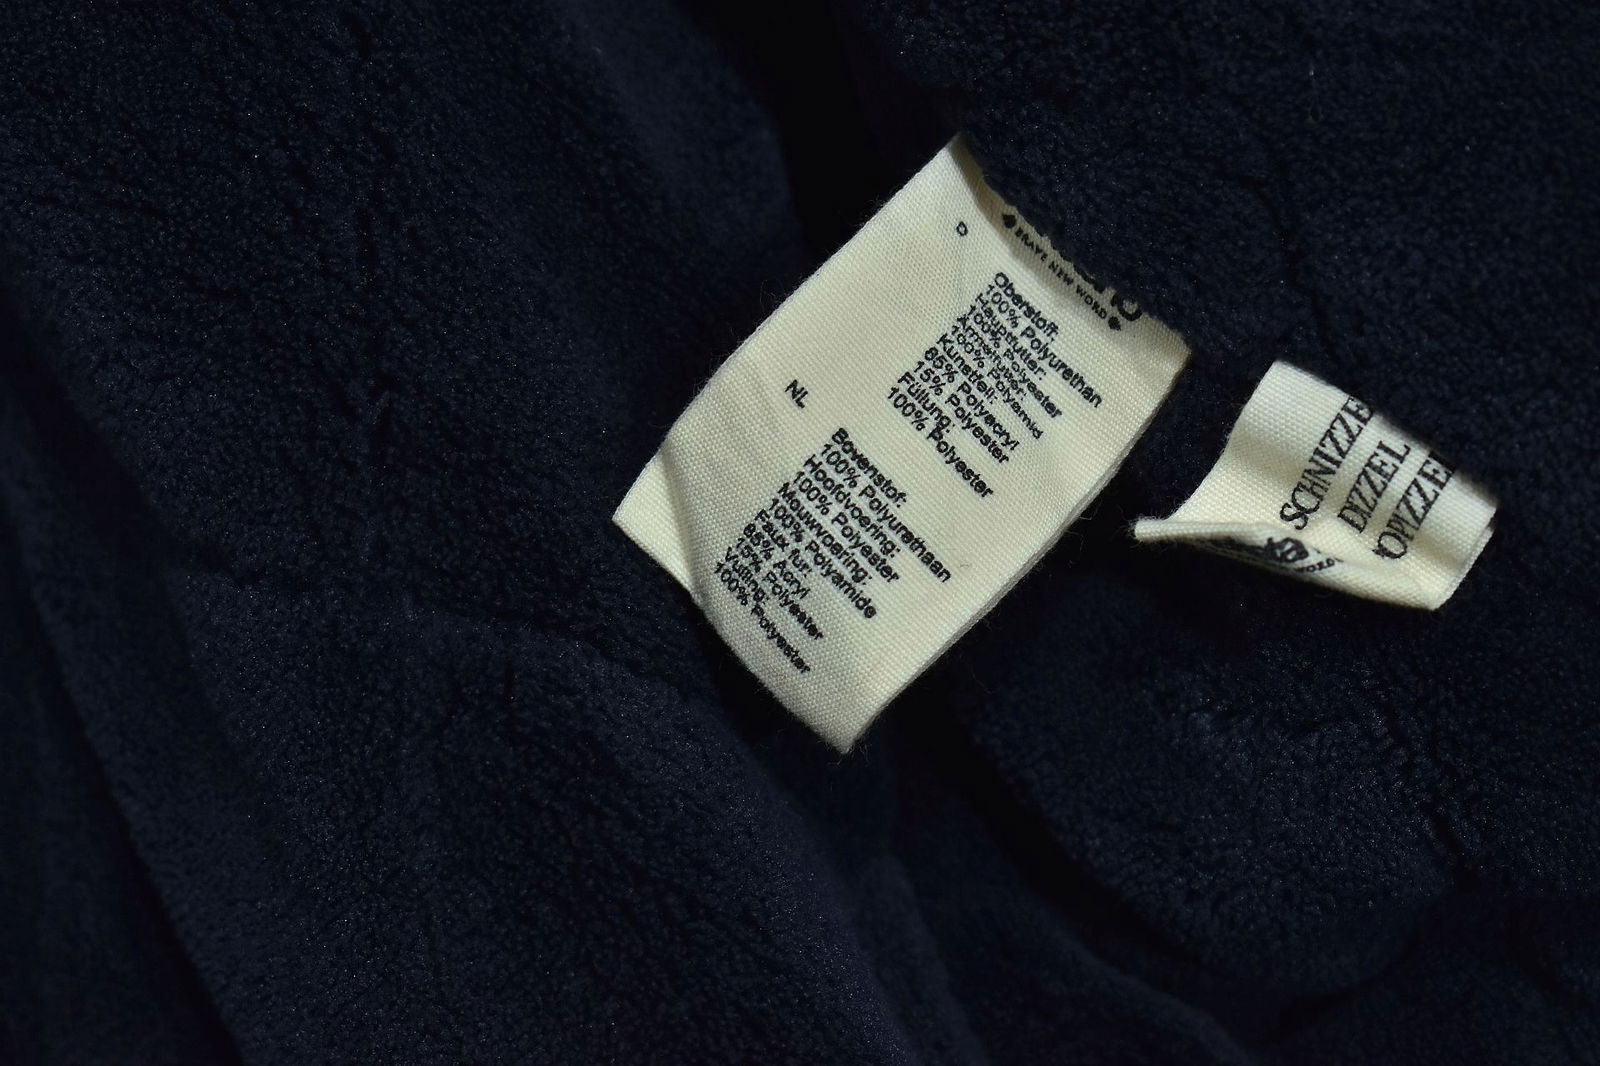 BRAVE NEW WORLD
D
Oberstoff:
100% Polyurethan
Hauptfutter:
100% Polyester
Ärmelfutter:
100% Polyamid
Kunstfell:
85% Polyacryl
15% Polyester
Füllung:
100% Polyester
NL
Bovenstof:
100% Polyurethaan
Hoofdvoering:
100% Polyester
Mouwvoering:
100% Polyamide
Faux fur:
85% Acryl
15% Polyester
Vulling:
100% Polyester
SCHNIZZE
DIZZEL
OPIZZE